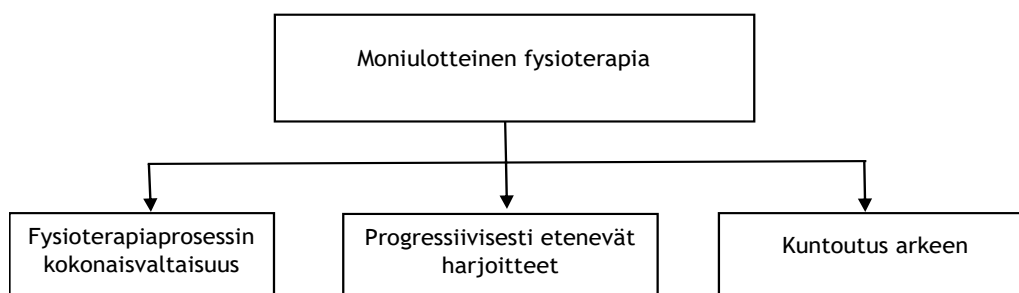 Moniulotteinen fysioterapia
Fysioterapiaprosessin
kokonaisvaltaisuus
Progressiivisesti etenevät
harjoitteet
Kuntoutus arkeen